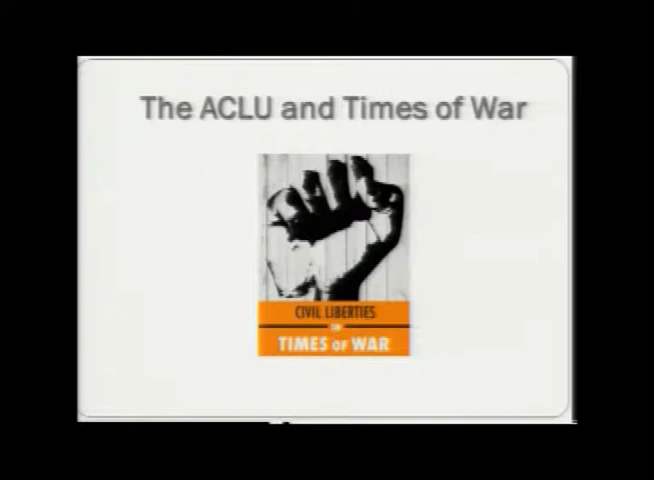 The ACLU and Times of War
CIVIL LIBERTIES
IN
TIMES OF WAR